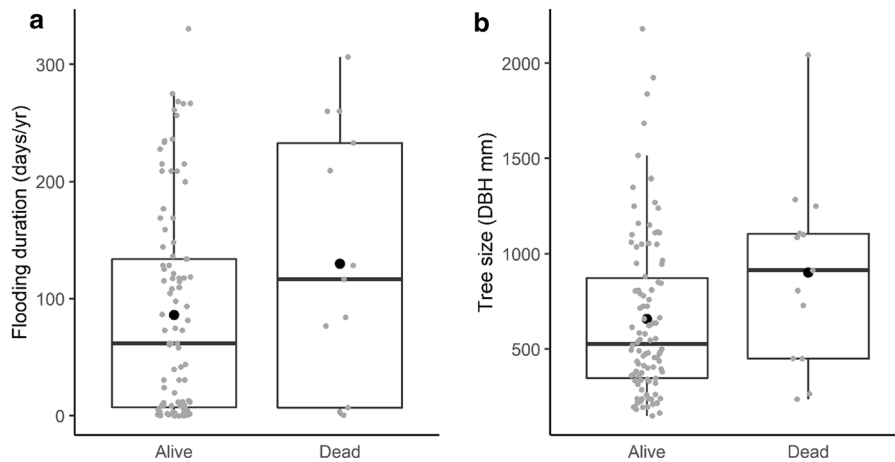 a
Flooding duration (days/yr)
300
200
100
0
Alive
Dead
b
Tree size (DBH mm)
2000
1500
1000
500
Alive
Dead